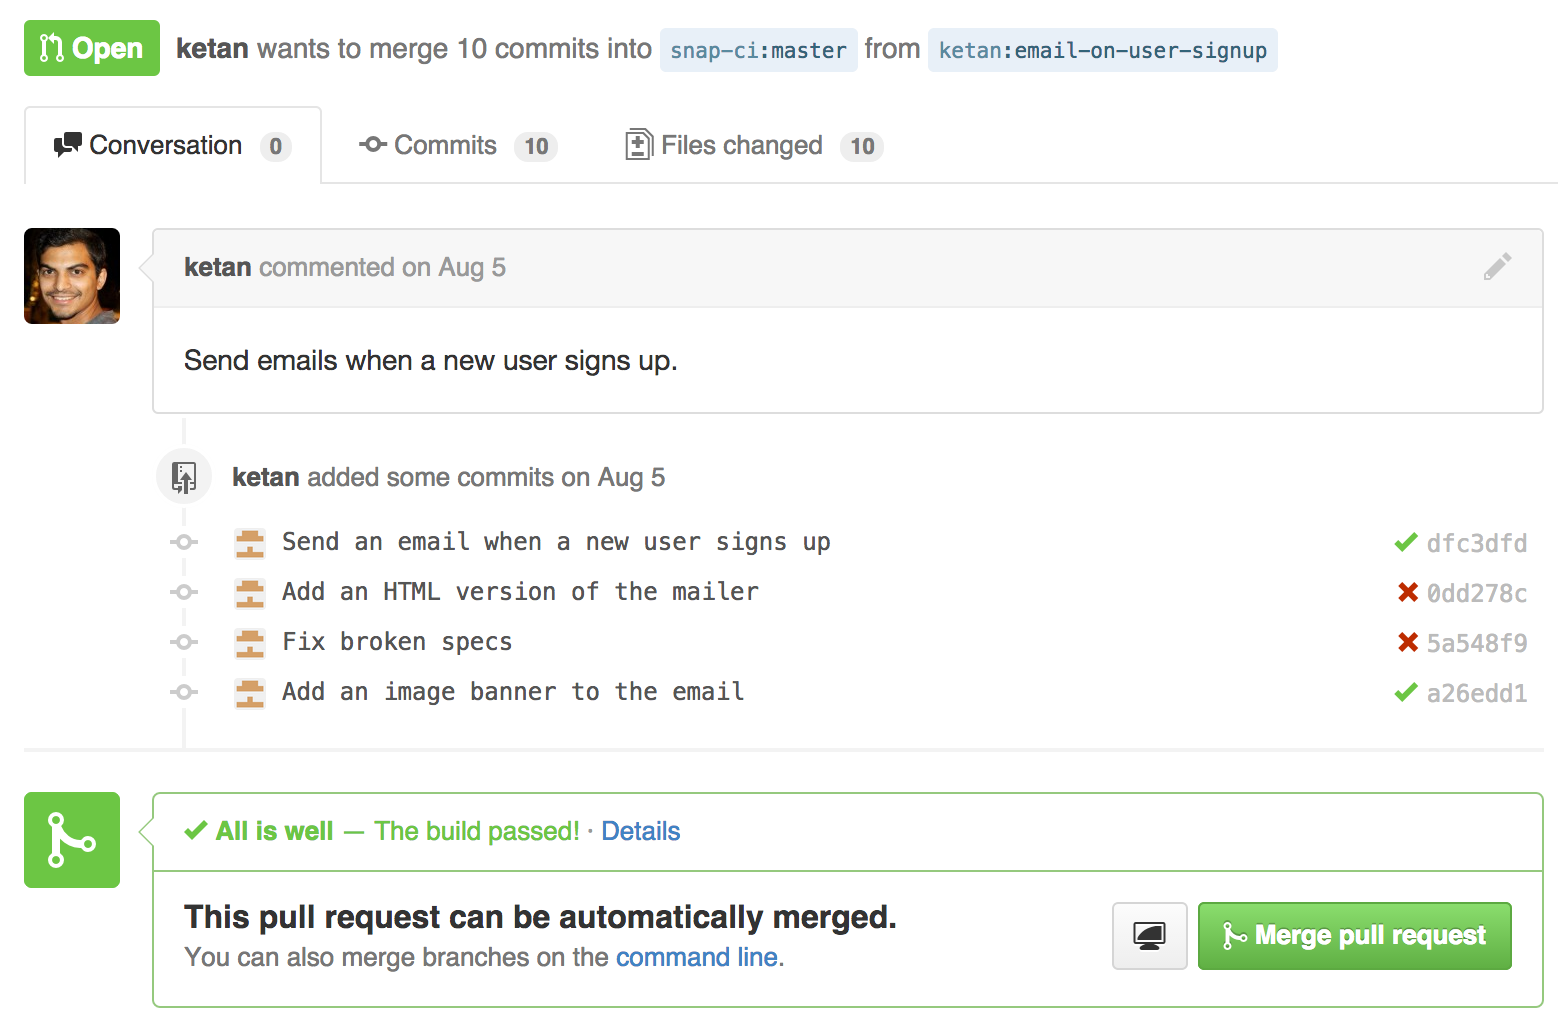 Open ketan wants to merge 10 commits into snap-ci:master from ketan:email-on-user-signup
Conversation 0 Commits 10 Files changed 10
ketan commented on Aug 5
Send emails when a new user signs up.
ketan added some commits on Aug 5
Send an email when a new user signs up dfc3dfd
Add an HTML version of the mailer 0dd278c
Fix broken specs 5a548f9
Add an image banner to the email a26edd1
All is well — The build passed! · Details
This pull request can be automatically merged.
You can also merge branches on the command line.
Merge pull request